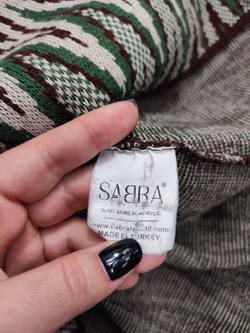 SABRA®
%100 AKRİLİK-ACRYLIC
MADE IN TURKEY